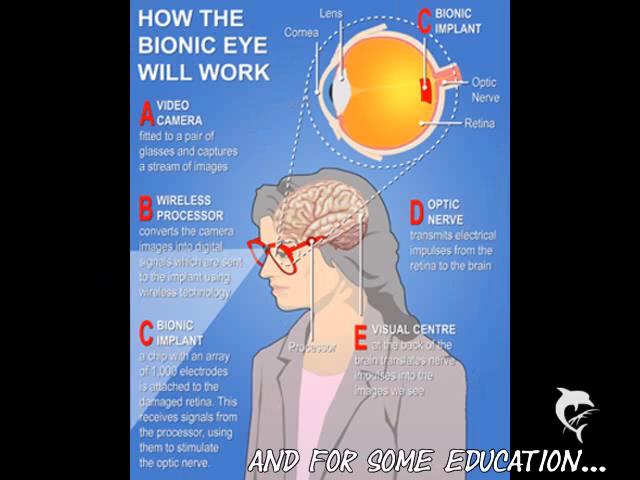 HOW THE
BIONIC EYE
WILL WORK
A VIDEO
CAMERA
fitted to a pair of
glasses and captures
a stream of images
B WIRELESS
PROCESSOR
converts the camera
images into digital
signals which are sent
to the implant using
wireless technology
C BIONIC
IMPLANT
a chip with an array
of 1,000 electrodes
is attached to the
damaged retina. This
receives signals from
the processor, using
them to stimulate
the optic nerve.
Lens
Cornea
C BIONIC
IMPLANT
Optic
Nerve
Retina
D OPTIC
NERVE
transmits electrical
impulses from the
retina to the brain
Processor
E VISUAL CENTRE
at the back of the
brain translates nerve
impulses into the
images we see
AND FOR SOME EDUCATION...